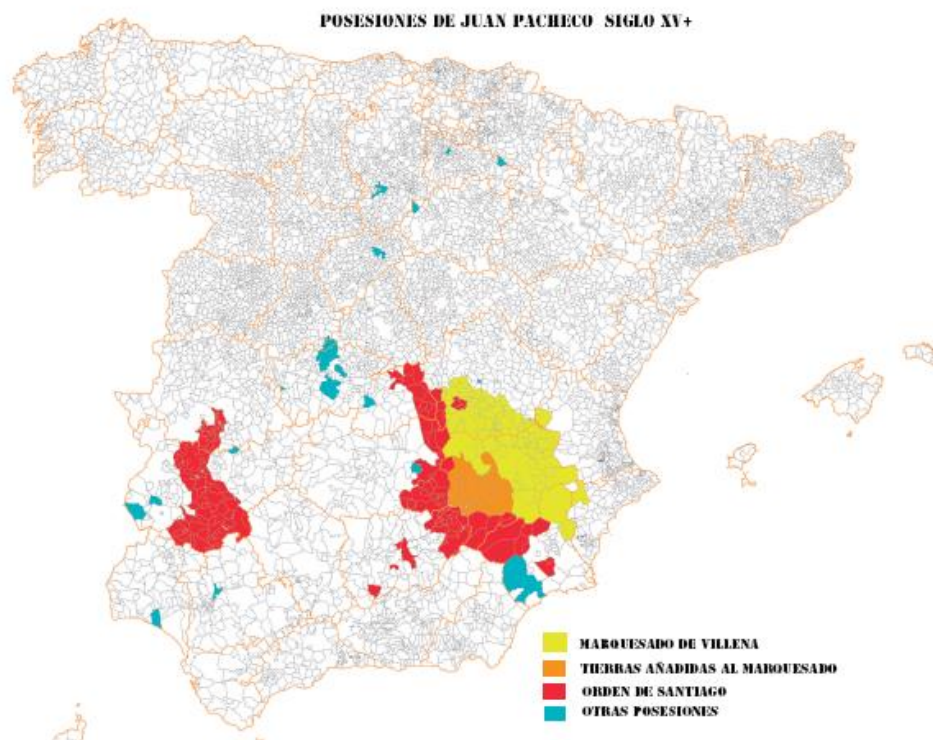 POSESIONES DE JUAN PACHECO SIGLO XV+
MARQUESADO DE VILLENA
TIERRAS AÑADIDAS AL MARQUESADO
ORDEN DE SANTIAGO
OTRAS POSESIONES